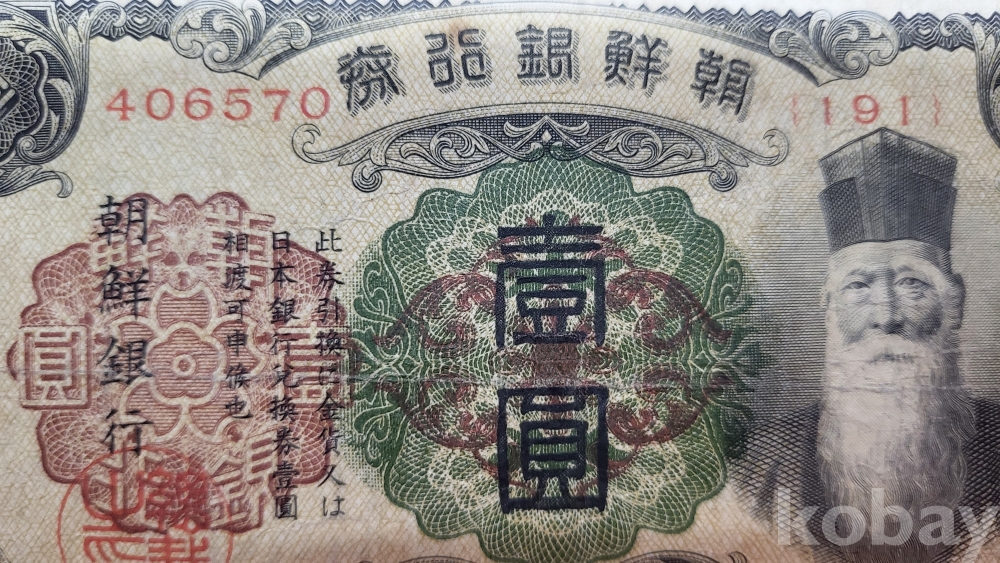 朝鮮銀行券
{191}
406570
壹圓
此券引換に金貨又は
日本銀行兌換券壹圓
相渡可申候也
朝鮮銀行
壹圓
kobay